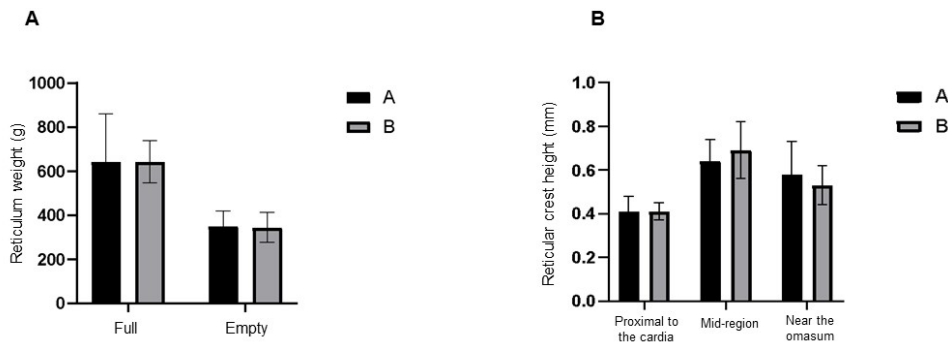 A
Reticulum weight (g)
1000
800
600
400
200
0
Full
Empty
A
B
B
Reticular crest height (mm)
1.0
0.8
0.6
0.4
0.2
0.0
Proximal to
the cardia
Mid-region
Near the
omasum
A
B